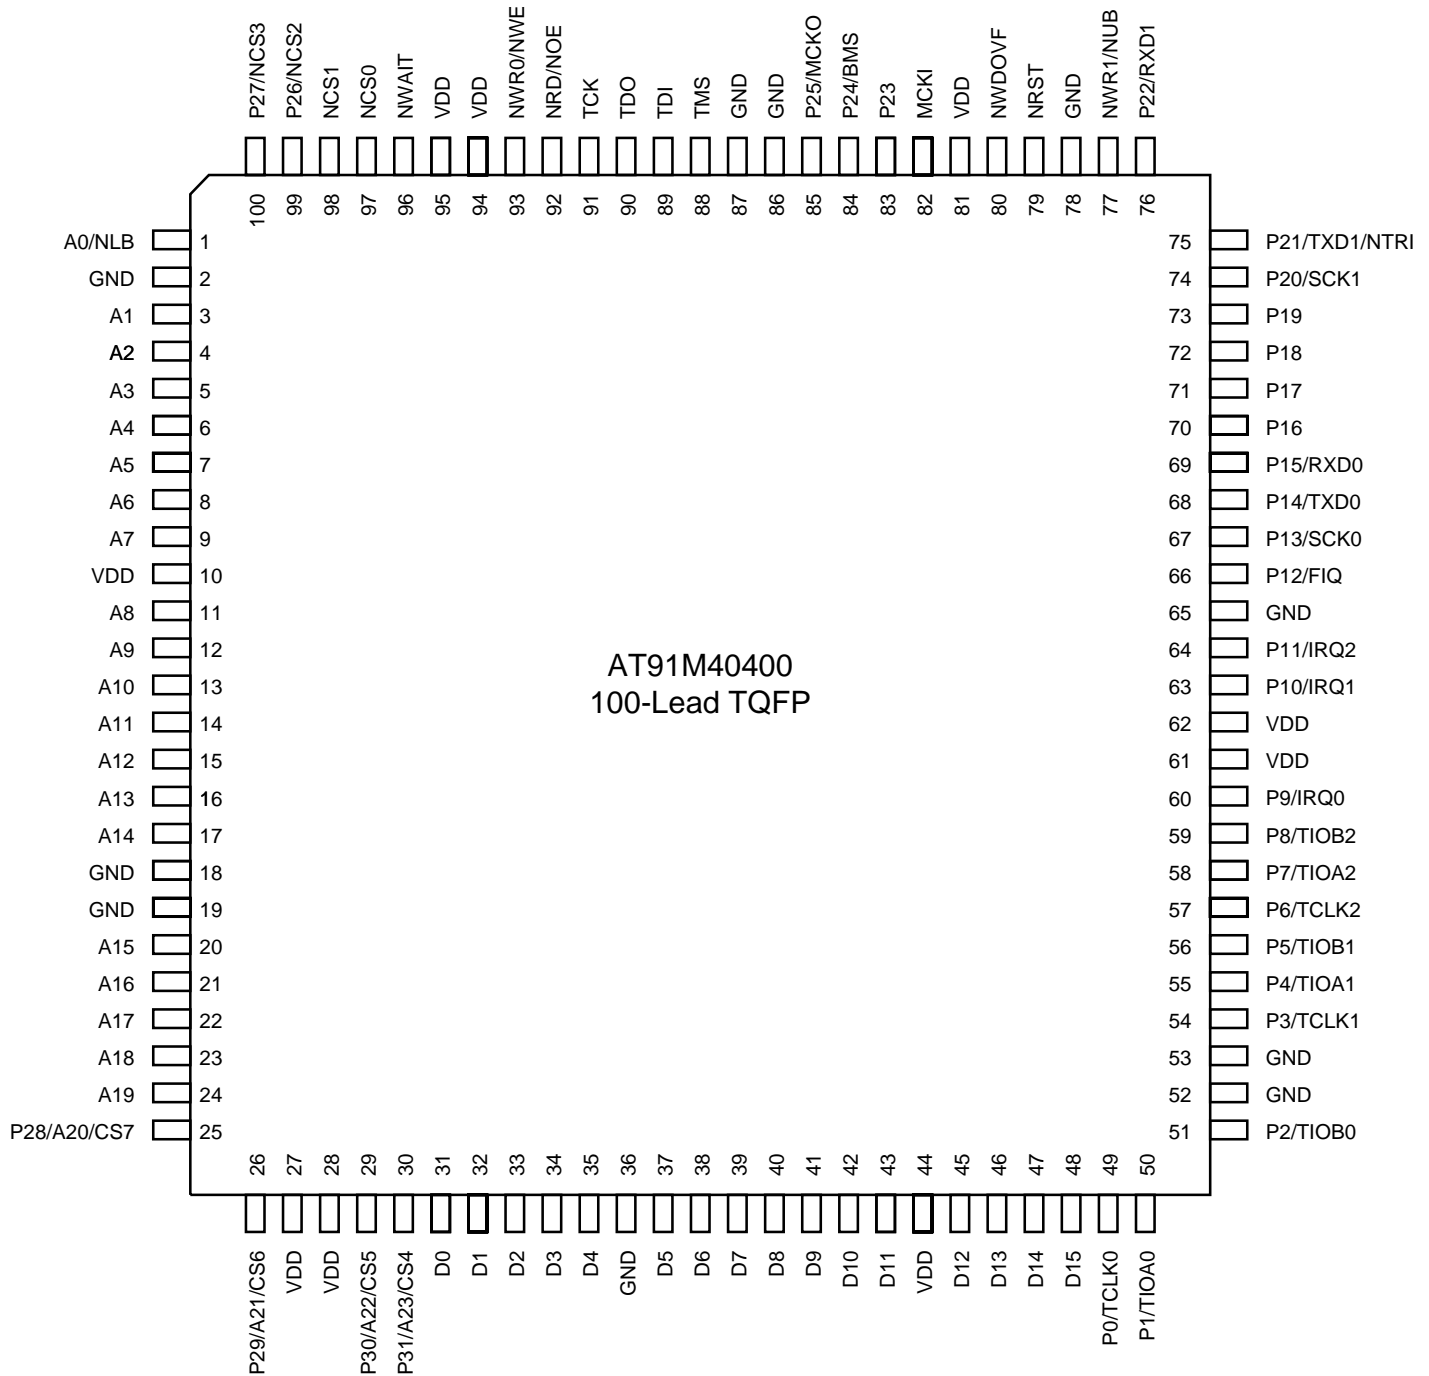 P27/NCS3
P26/NCS2
NCS1
NCS0
NWAIT
VDD
VDD
NWR0/NWE
NRD/NOE
TCK
TDO
TDI
TMS
GND
GND
P25/MCKO
P24/BMS
P23
MCKI
VDD
NWDOVF
NRST
GND
NWR1/NUB
P22/RXD1
100
99
98
97
96
95
94
93
92
91
90
89
88
87
86
85
84
83
82
81
80
79
78
77
76
A0/NLB 1
GND 2
A1 3
A2 4
A3 5
A4 6
A5 7
A6 8
A7 9
VDD 10
A8 11
A9 12
A10 13
A11 14
A12 15
A13 16
A14 17
GND 18
GND 19
A15 20
A16 21
A17 22
A18 23
A19 24
P28/A20/CS7 25
AT91M40400
100-Lead TQFP
75 P21/TXD1/NTRI
74 P20/SCK1
73 P19
72 P18
71 P17
70 P16
69 P15/RXD0
68 P14/TXD0
67 P13/SCK0
66 P12/FIQ
65 GND
64 P11/IRQ2
63 P10/IRQ1
62 VDD
61 VDD
60 P9/IRQ0
59 P8/TIOB2
58 P7/TIOA2
57 P6/TCLK2
56 P5/TIOB1
55 P4/TIOA1
54 P3/TCLK1
53 GND
52 GND
51 P2/TIOB0
26
27
28
29
30
31
32
33
34
35
36
37
38
39
40
41
42
43
44
45
46
47
48
49
50
P29/A21/CS6
VDD
VDD
P30/A22/CS5
P31/A23/CS4
D0
D1
D2
D3
D4
GND
D5
D6
D7
D8
D9
D10
D11
VDD
D12
D13
D14
D15
P0/TCLK0
P1/TIOA0